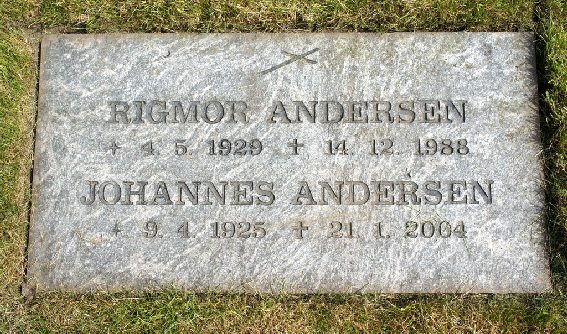 RIGMOR ANDERSEN
* 4. 5. 1929 † 14. 12. 1988
JOHANNES ANDERSEN
* 9. 4. 1925 † 21. 1. 2004